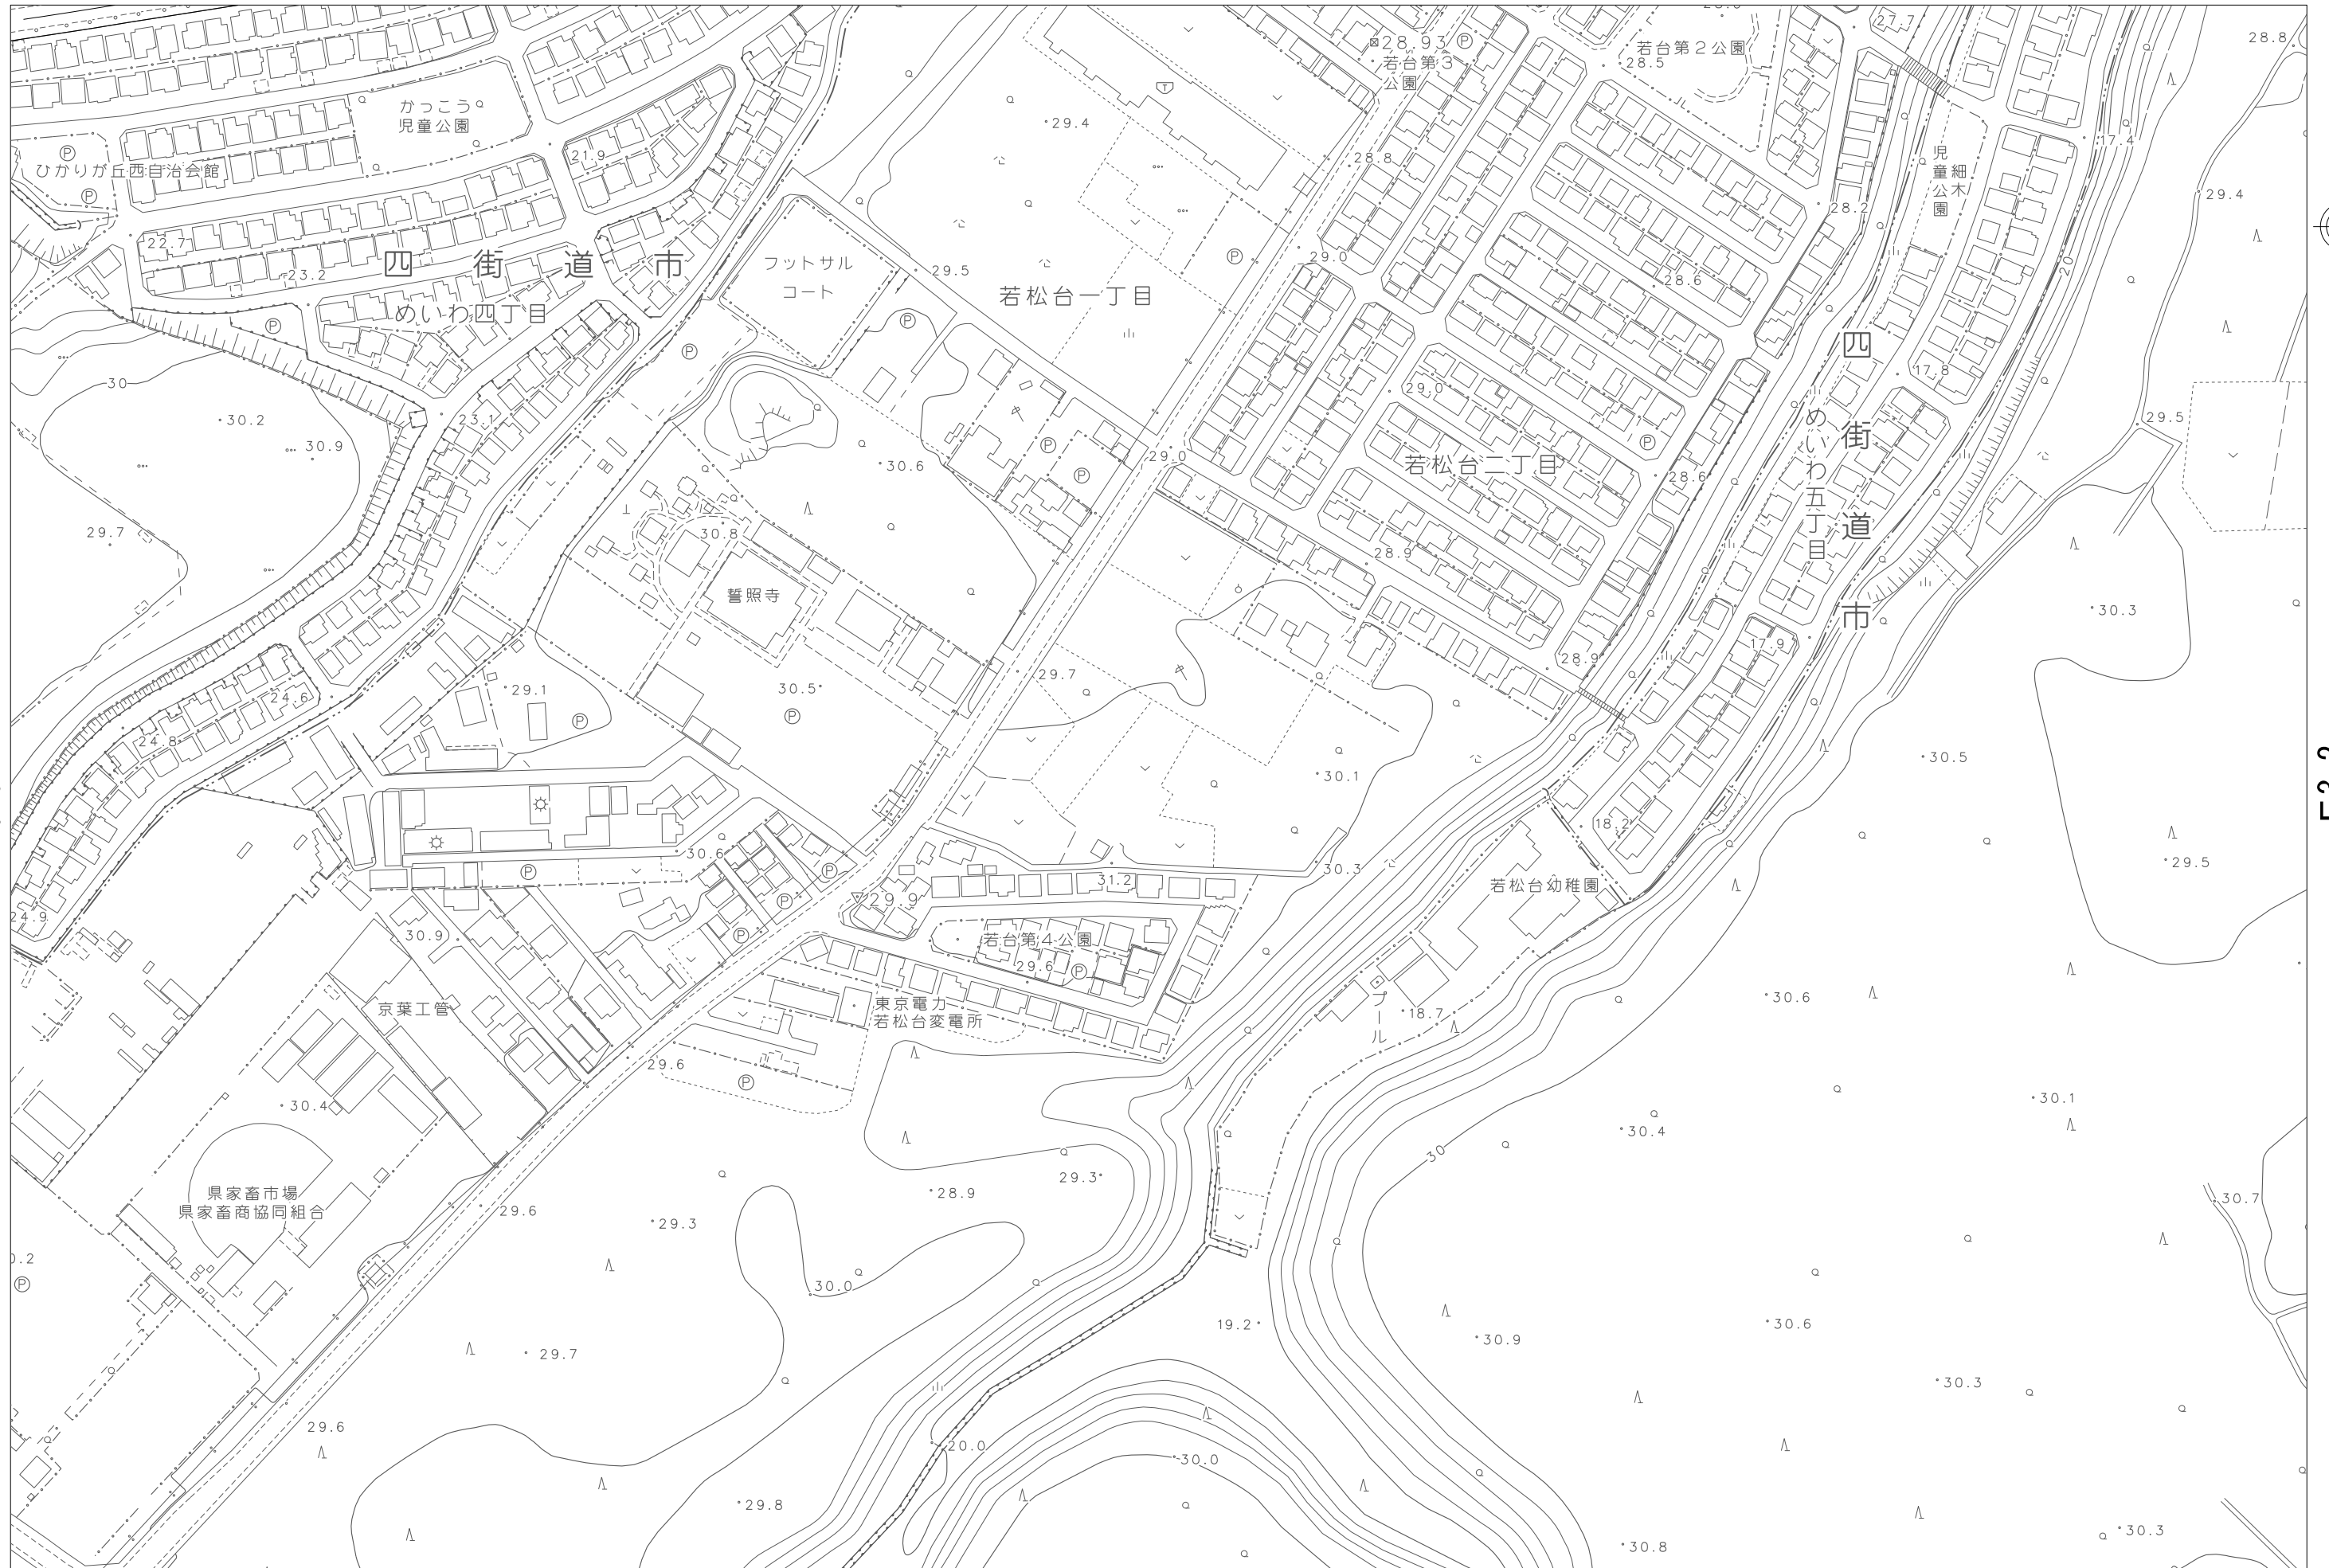 かっこう
児童公園
ひかりが丘西自治会館
21.9
22.7
23.2
四街道市
めいわ四丁目
フットサル
コート
29.4
29.5
若松台一丁目
28.93
若台第3
公園
若台第2公園
28.5
27.7
28.8
28.8
29.0
28.2
28.6
児童公園
細木
17.4
20
29.4
30
30.2
30.9
29.7
23.1
30.6
30.8
誓照寺
29.0
29.0
若松台二丁目
28.6
28.9
28.9
四街道市
めいわ五丁目
17.8
17.9
29.5
30.3
24.6
24.8
24.9
29.1
30.5
29.7
30.1
30.5
29.5
30.6
30.9
29.9
31.2
30.3
若台第4公園
29.6
若松台幼稚園
18.2
プール
18.7
京葉工管
東京電力
若松台変電所
29.6
30.4
県家畜市場
県家畜商協同組合
29.6
29.3
28.9
29.3
30.0
30.6
30.1
30.4
30
30.7
29.7
19.2
30.9
30.6
30.3
29.6
20.0
30.0
29.8
30.8
30.3